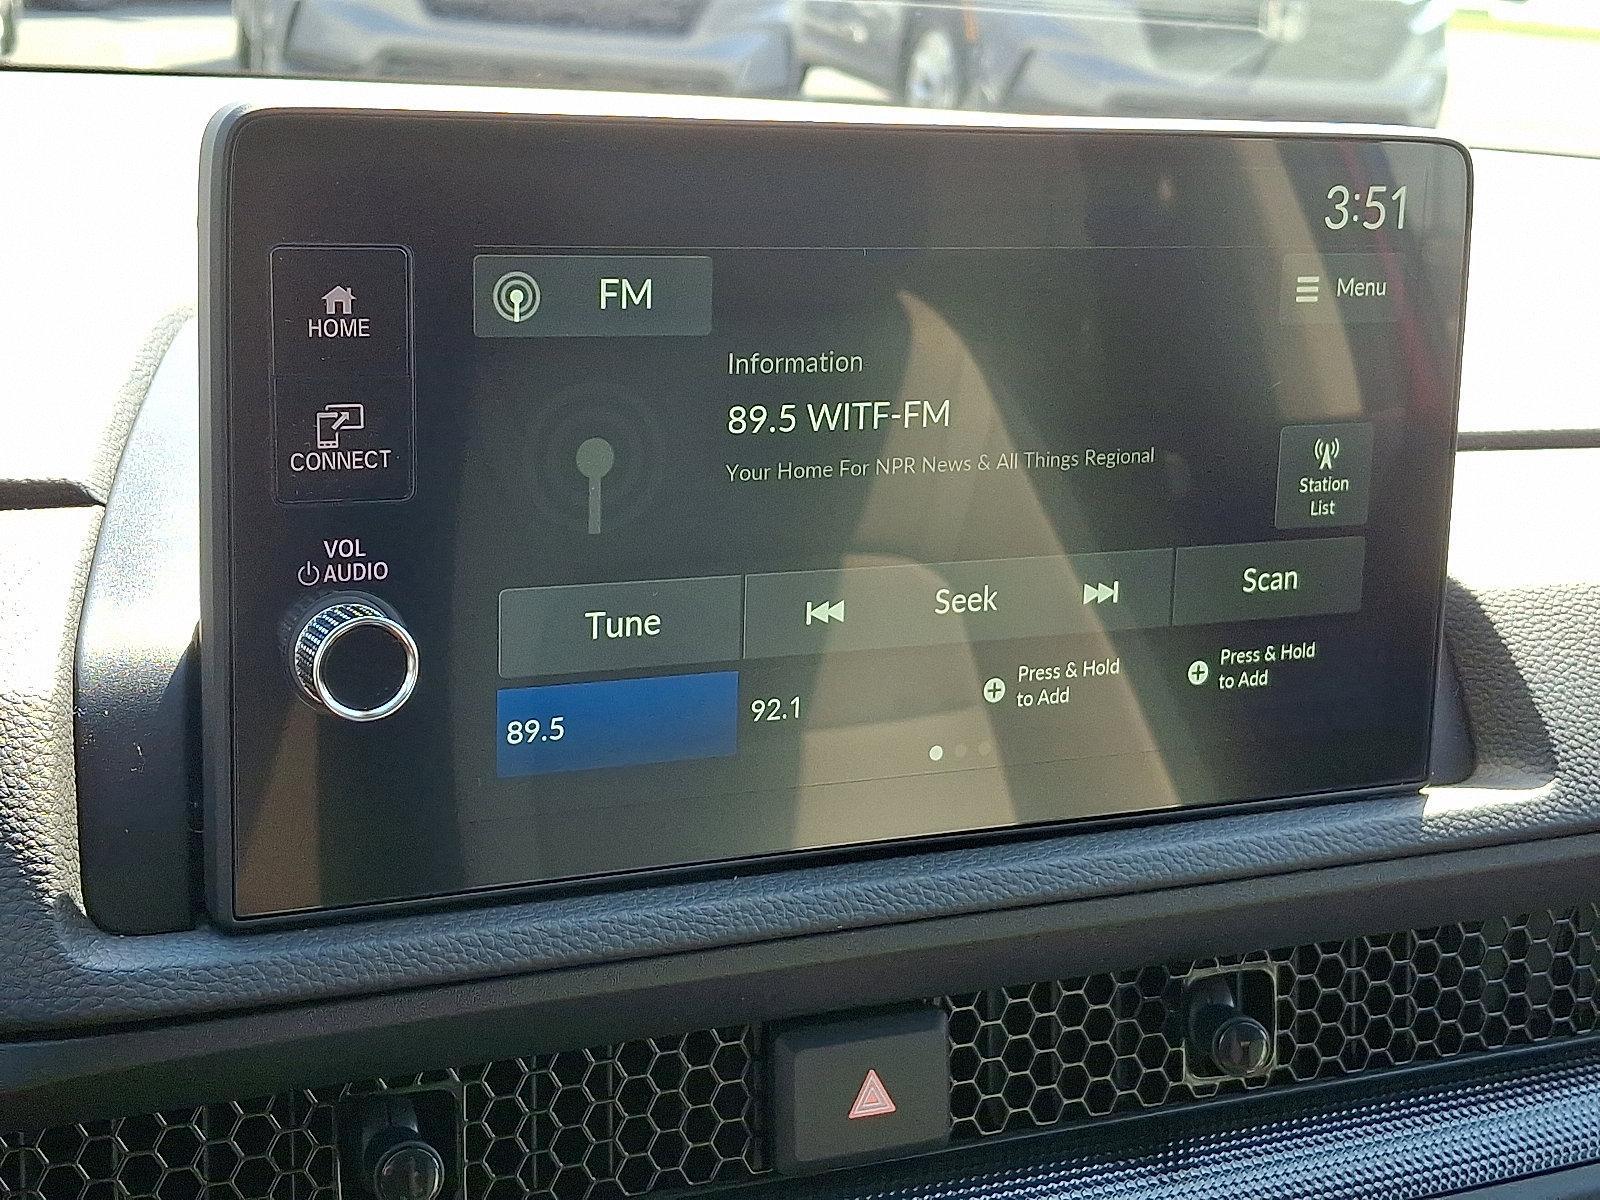 3:51
HOME
FM
Menu
Information
89.5 WITF-FM
Your Home For NPR News & All Things Regional
CONNECT
Station
List
VOL
AUDIO
Tune
Seek
Scan
89.5
92.1
Press & Hold
to Add
Press & Hold
to Add